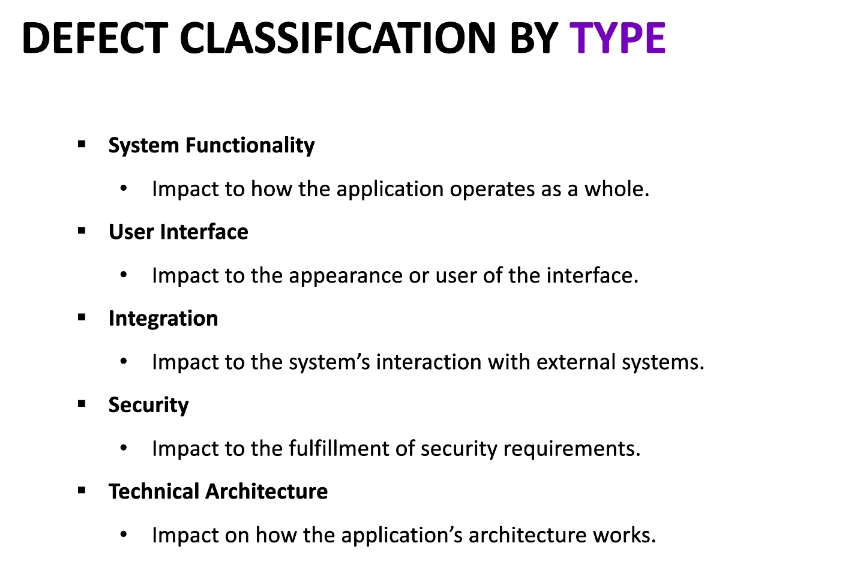 DEFECT CLASSIFICATION BY TYPE
▪ System Functionality
• Impact to how the application operates as a whole.
▪ User Interface
• Impact to the appearance or user of the interface.
▪ Integration
• Impact to the system’s interaction with external systems.
▪ Security
• Impact to the fulfillment of security requirements.
▪ Technical Architecture
• Impact on how the application’s architecture works.